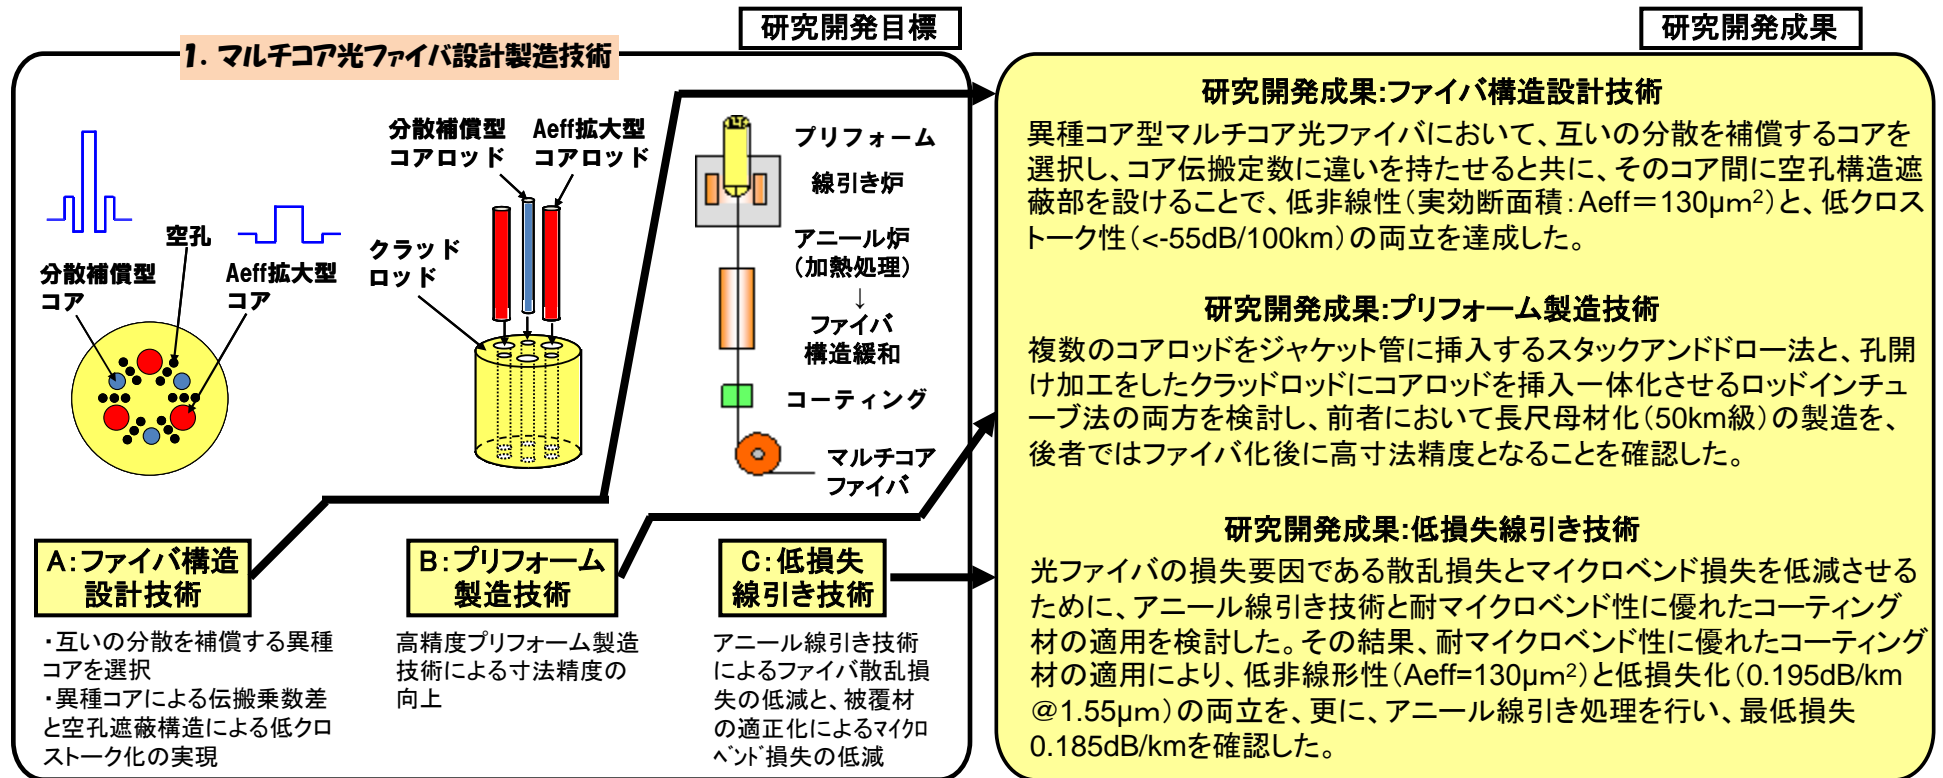 研究開発目標
研究開発成果
1. マルチコア光ファイバ設計製造技術
空孔
分散補償型
コア
Aeff拡大型
コア
分散補償型
コアロッド
Aeff拡大型
コアロッド
クラッド
ロッド
プリフォーム
線引き炉
アニール炉
(加熱処理)
↓
ファイバ
構造緩和
コーティング
マルチコア
ファイバ
A:ファイバ構造
設計技術
・互いの分散を補償する異種
コアを選択
・異種コアによる伝搬乗数差
と空孔遮蔽構造による低クロ
ストーク化の実現
B:プリフォーム
製造技術
高精度プリフォーム製造
技術による寸法精度の
向上
C:低損失
線引き技術
アニール線引き技術
によるファイバ散乱損
失の低減と、被覆材
の適正化によるマイクロ
ベンド損失の低減
研究開発成果:ファイバ構造設計技術
異種コア型マルチコア光ファイバにおいて、互いの分散を補償するコアを
選択し、コア伝搬定数に違いを持たせると共に、そのコア間に空孔構造遮
蔽部を設けることで、低非線性(実効断面積:Aeff=130μm²)と、低クロス
トーク性(<-55dB/100km)の両立を達成した。
研究開発成果:プリフォーム製造技術
複数のコアロッドをジャケット管に挿入するスタックアンドドロー法と、孔開
け加工をしたクラッドロッドにコアロッドを挿入一体化させるロッドインチュ
ーブ法の両方を検討し、前者において長尺母材化(50km級)の製造を、
後者ではファイバ化後に高寸法精度となることを確認した。
研究開発成果:低損失線引き技術
光ファイバの損失要因である散乱損失とマイクロベンド損失を低減させる
ために、アニール線引き技術と耐マイクロベンド性に優れたコーティング
材の適用を検討した。その結果、耐マイクロベンド性に優れたコーティング
材の適用により、低非線形性(Aeff=130μm²)と低損失化(0.195dB/km
@1.55μm)の両立を、更に、アニール線引き処理を行い、最低損失
0.185dB/kmを確認した。